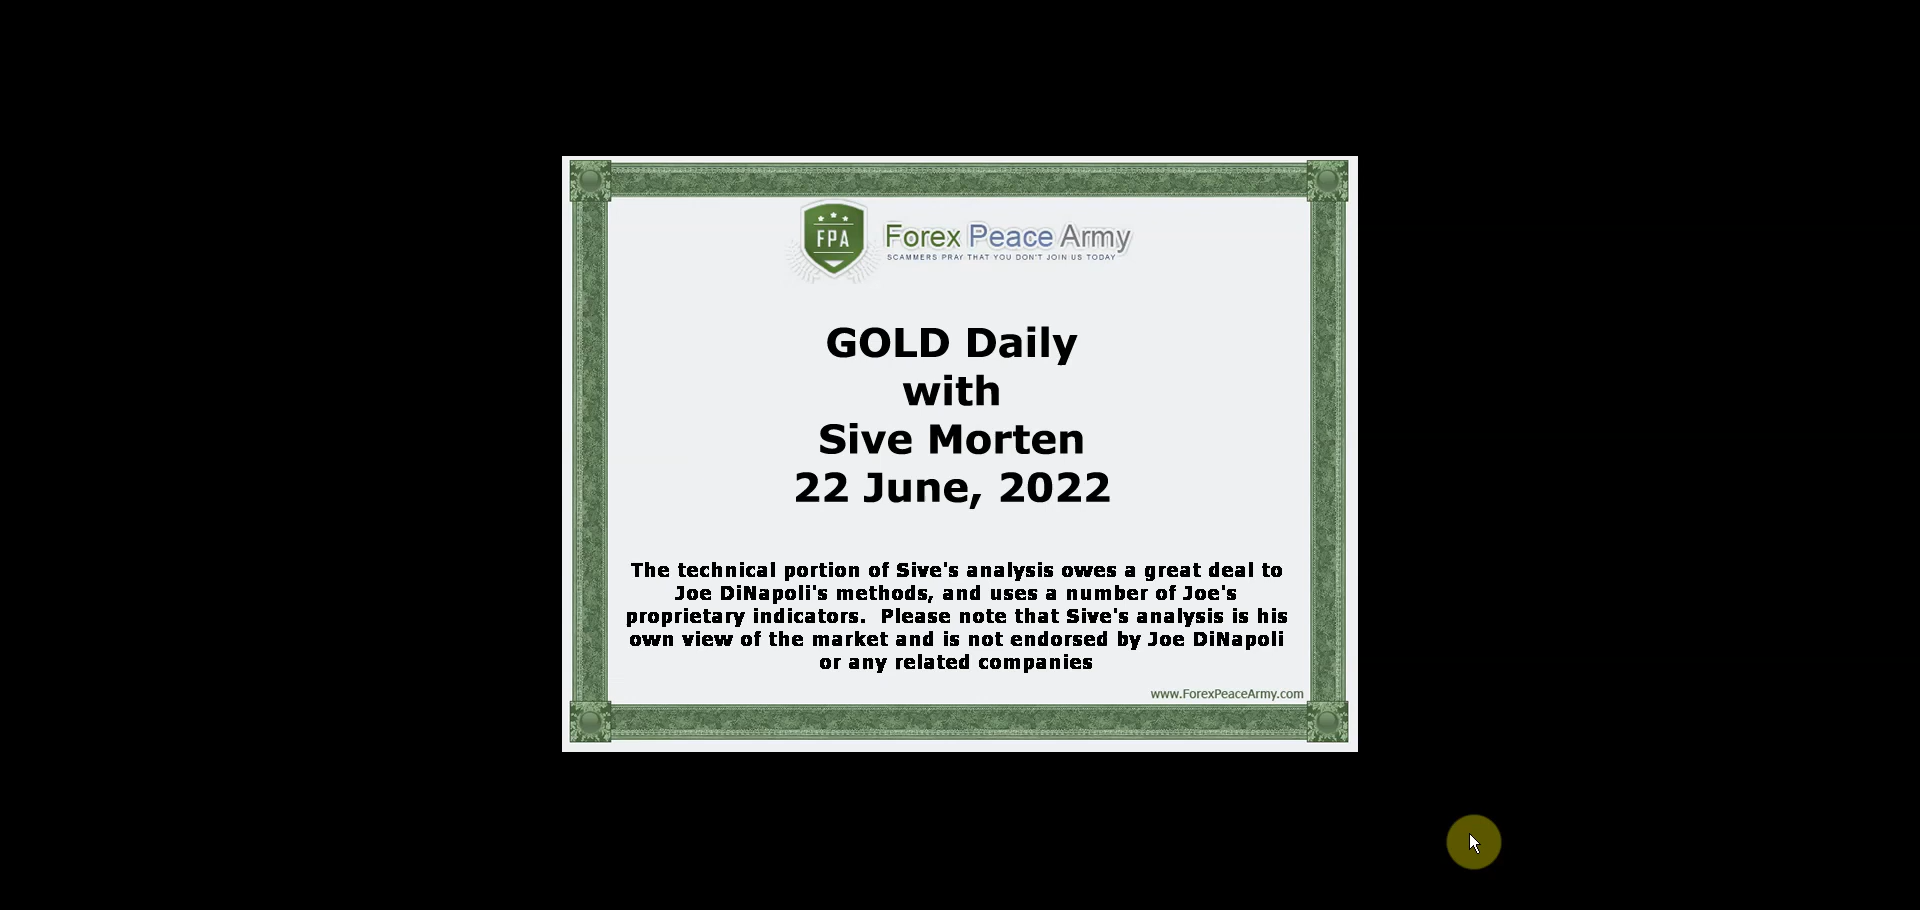 FPA
Forex Peace Army
SCAMMERS PRAY THAT YOU DON'T JOIN US TODAY
GOLD Daily
with
Sive Morten
22 June, 2022
The technical portion of Sive's analysis owes a great deal to
Joe DiNapoli's methods, and uses a number of Joe's
proprietary indicators.  Please note that Sive's analysis is his
own view of the market and is not endorsed by Joe DiNapoli
or any related companies
www.ForexPeaceArmy.com